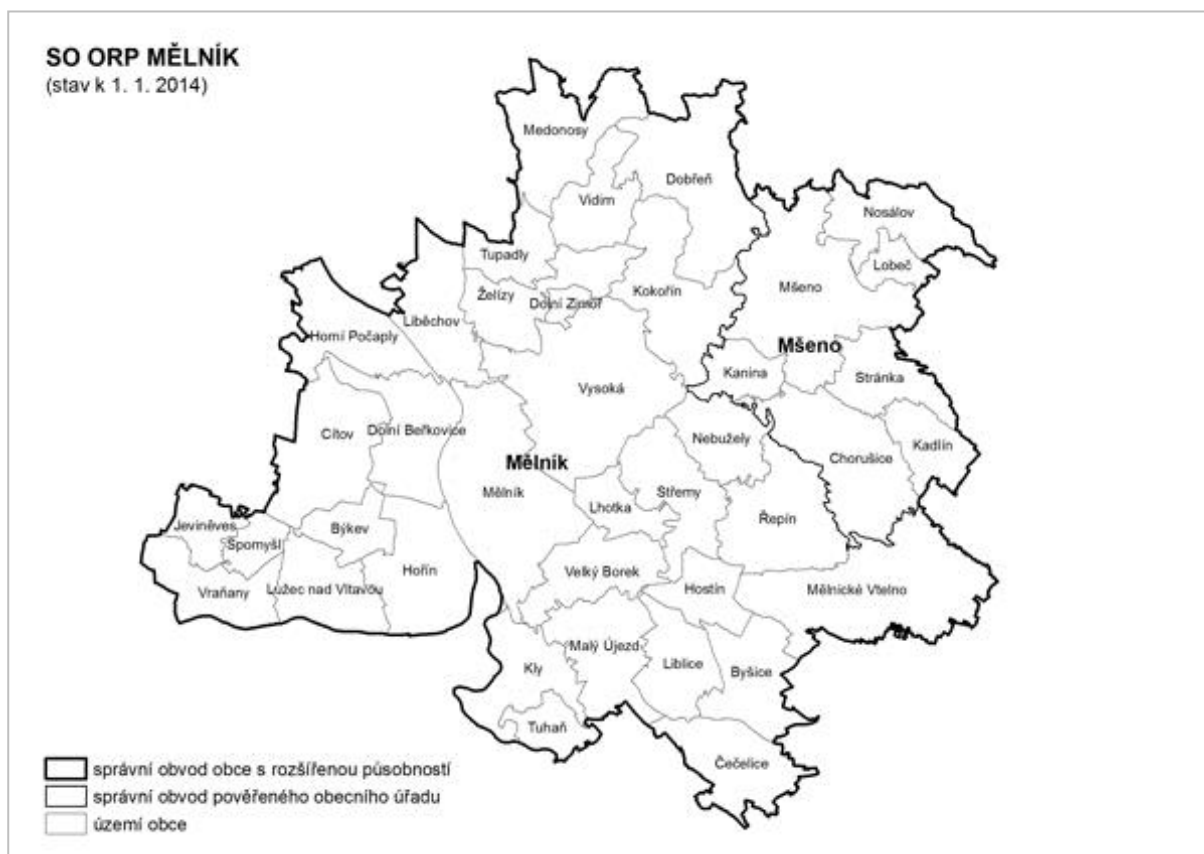 SO ORP MĚLNÍK
(stav k 1. 1. 2014)
Medonosy
Dobřeň
Vidim
Nosálov
Tupadly
Lobeč
Želízy
Dolní Zimoř
Kokořín
Mšeno
Liběchov
Horní Počaply
Mšeno
Kanina
Stránka
Vysoká
Cítov
Dolní Beřkovice
Nebužely
Kadlín
Chorušice
Mělník
Mělník
Střemy
Lhotka
Řepín
Jeviněves
Býkev
Spomyšl
Hořín
Velký Borek
Vraňany
Lužec nad Vltavou
Hostín
Mělnické Vtelno
Malý Újezd
Kly
Liblice
Byšice
Tuhaň
Čečelice
správní obvod obce s rozšířenou působností
správní obvod pověřeného obecního úřadu
území obce